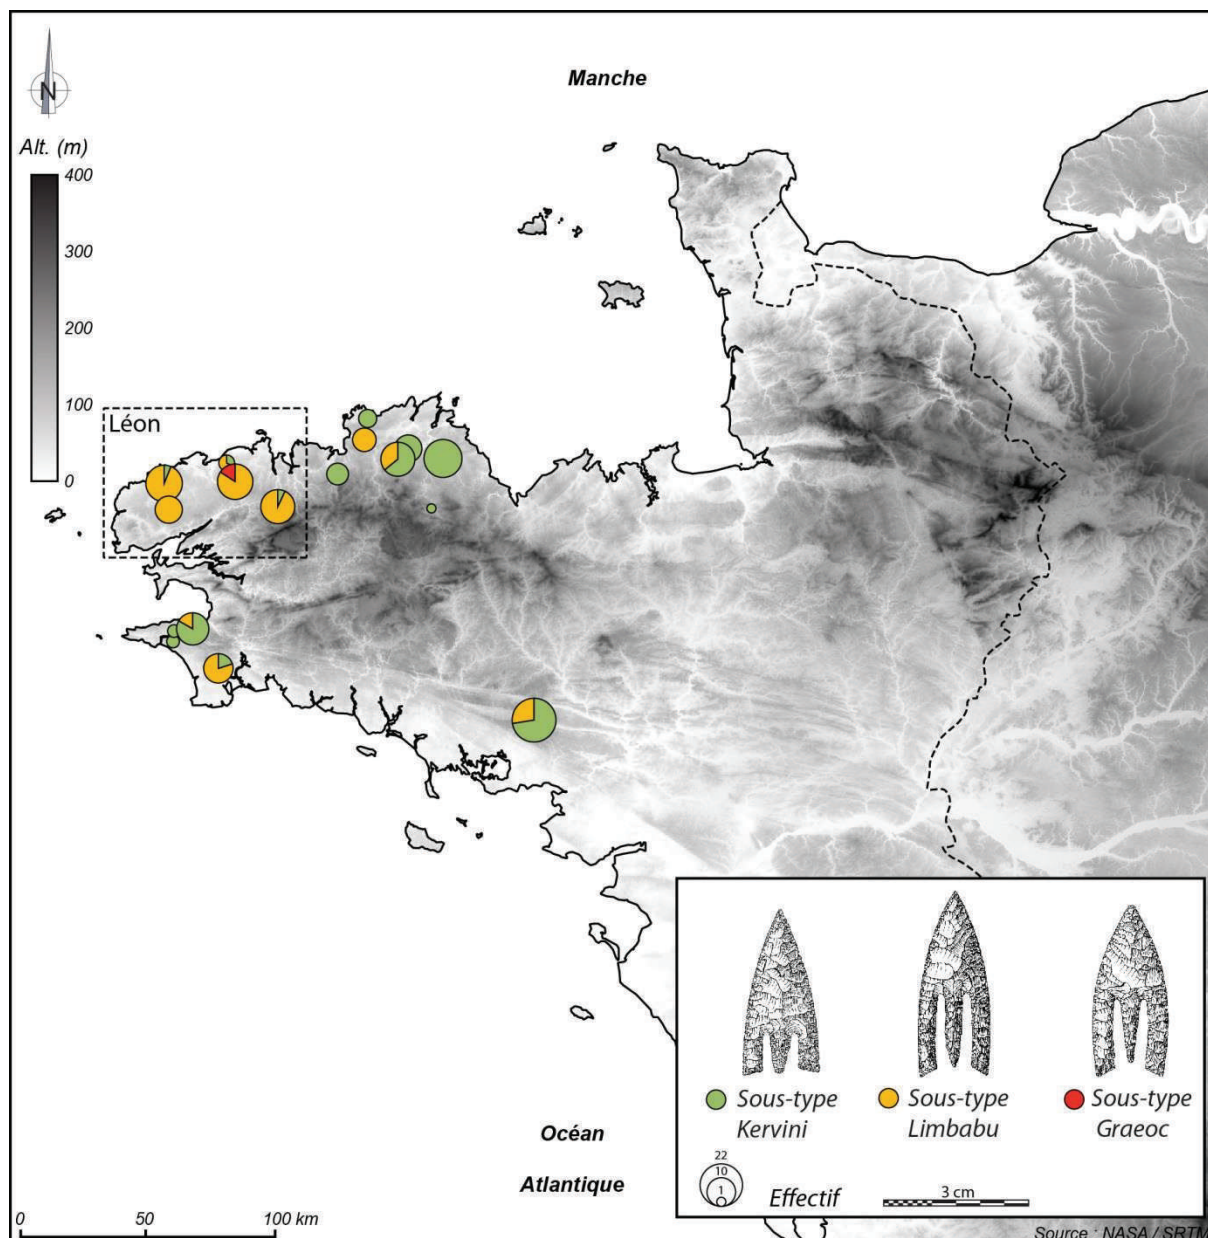 Manche
N
Alt. (m)
400
300
200
100
0
Léon
Sous-type
Kervini
Sous-type
Limbabu
Sous-type
Graeoc
22
10
1
Effectif
3 cm
Océan
Atlantique
0 50 100 km
Source : NASA / SRTM